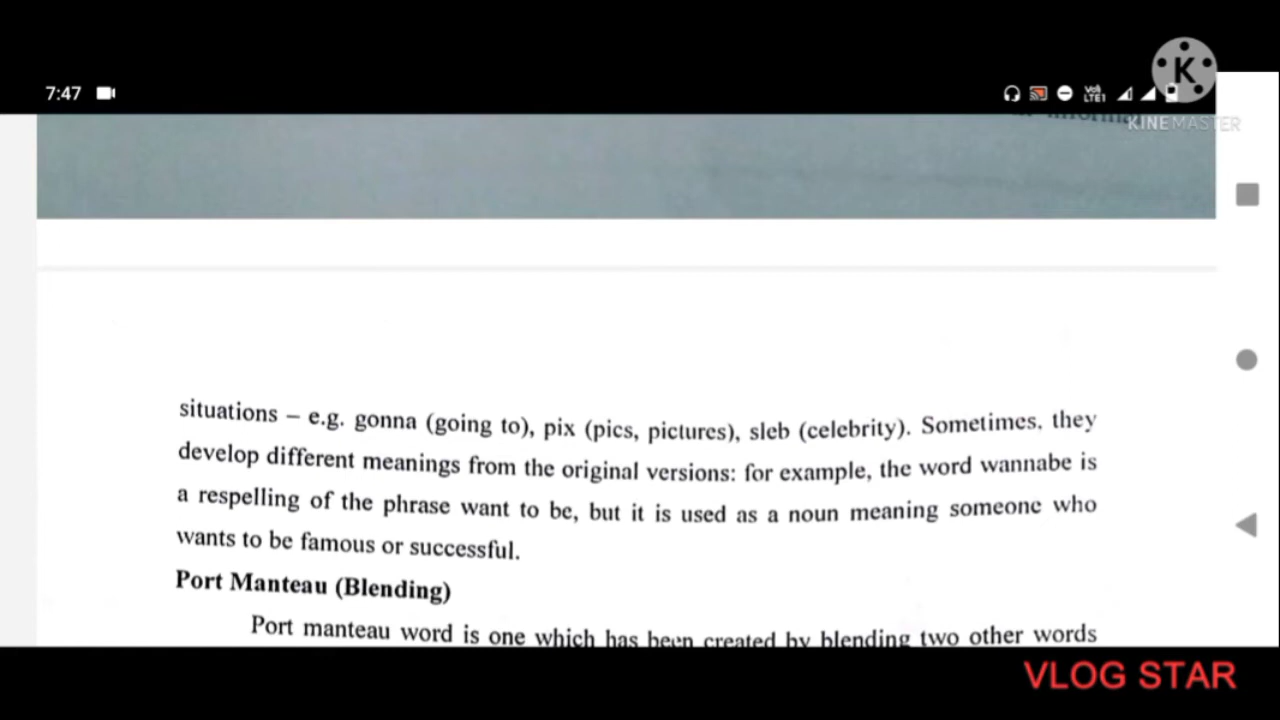 7:47
Vo)
LTE1
K
KINEMASTER
situations – e.g. gonna (going to), pix (pics, pictures), sleb (celebrity). Sometimes, they
develop different meanings from the original versions: for example, the word wannabe is
a respelling of the phrase want to be, but it is used as a noun meaning someone who
wants to be famous or successful.
Port Manteau (Blending)
Port manteau word is one which has been created by blending two other words
VLOG STAR